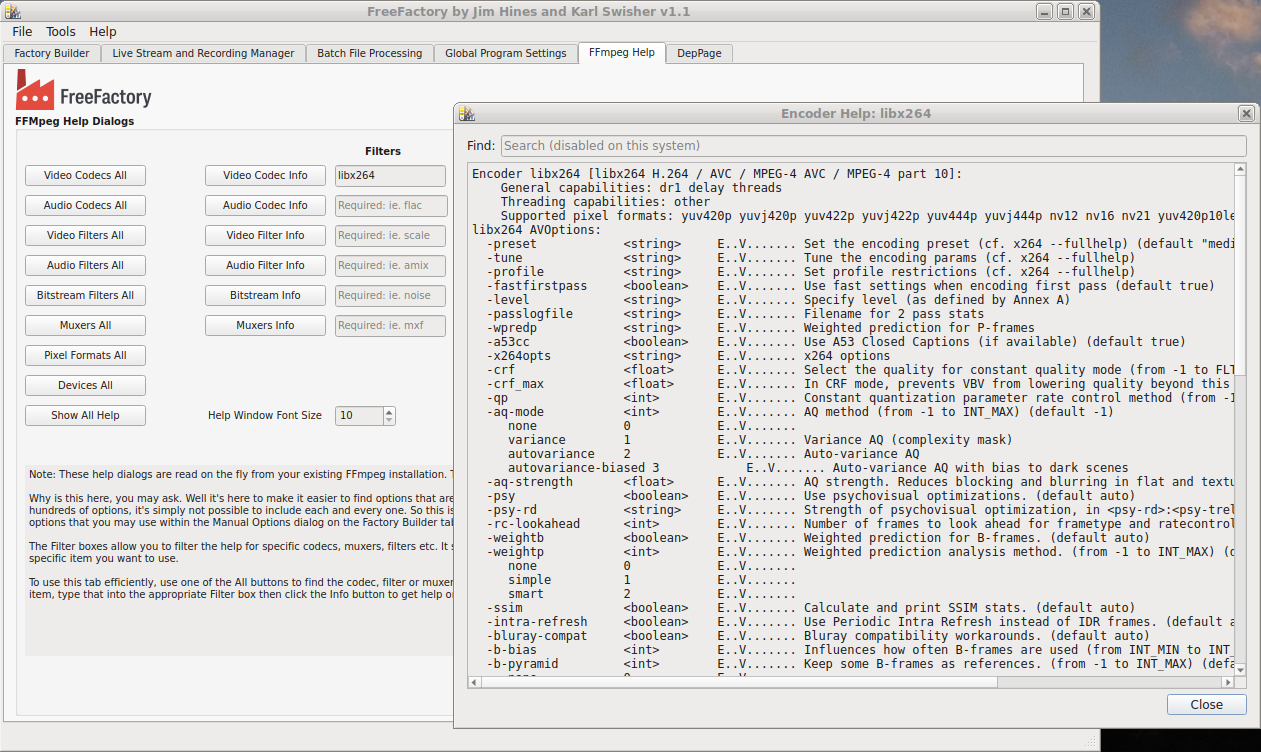 FreeFactory by Jim Hines and Karl Swisher v1.1
File Tools Help
Factory Builder Live Stream and Recording Manager Batch File Processing Global Program Settings FFmpeg Help DepPage
FreeFactory
FFMpeg Help Dialogs
Filters
Video Codecs All Video Codec Info libx264
Audio Codecs All Audio Codec Info Required: ie. flac
Video Filters All Video Filter Info Required: ie. scale
Audio Filters All Audio Filter Info Required: ie. amix
Bitstream Filters All Bitstream Info Required: ie. noise
Muxers All Muxers Info Required: ie. mxf
Pixel Formats All
Devices All
Show All Help Help Window Font Size 10
Note: These help dialogs are read on the fly from your existing FFmpeg installation.
Why is this here, you may ask. Well it's here to make it easier to find options that are
hundreds of options, it's simply not possible to include each and every one. So this is
options that you may use within the Manual Options dialog on the Factory Builder tab
The Filter boxes allow you to filter the help for specific codecs, muxers, filters etc. It
specific item you want to use.
To use this tab efficiently, use one of the All buttons to find the codec, filter or muxer
item, type that into the appropriate Filter box then click the Info button to get help
Encoder Help: libx264
Find: Search (disabled on this system)
Encoder libx264 [libx264 H.264 / AVC / MPEG-4 AVC / MPEG-4 part 10]:
General capabilities: dr1 delay threads
Threading capabilities: other
Supported pixel formats: yuv420p yuvj420p yuv422p yuvj422p yuv444p yuvj444p nv12 nv16 nv21 yuv420p10le
libx264 AVOptions:
-preset <string> E..V....... Set the encoding preset (cf. x264 --fullhelp) (default "medi
-tune <string> E..V....... Tune the encoding params (cf. x264 --fullhelp)
-profile <string> E..V....... Set profile restrictions (cf. x264 --fullhelp)
-fastfirstpass <boolean> E..V....... Use fast settings when encoding first pass (default true)
-level <string> E..V....... Specify level (as defined by Annex A)
-passlogfile <string> E..V....... Filename for 2 pass stats
-wpredp <string> E..V....... Weighted prediction for P-frames
-a53cc <boolean> E..V....... Use A53 Closed Captions (if available) (default true)
-x264opts <string> E..V....... x264 options
-crf <float> E..V....... Select the quality for constant quality mode (from -1 to FLT
-crf_max <float> E..V....... In CRF mode, prevents VBV from lowering quality beyond this
-qp <int> E..V....... Constant quantization parameter rate control method (from -1
-aq-mode <int> E..V....... AQ method (from -1 to INT_MAX) (default -1)
none 0 E..V.......
variance 1 E..V....... Variance AQ (complexity mask)
autovariance 2 E..V....... Auto-variance AQ
autovariance-biased 3 E..V....... Auto-variance AQ with bias to dark scenes
-aq-strength <float> E..V....... AQ strength. Reduces blocking and blurring in flat and textu
-psy <boolean> E..V....... Use psychovisual optimizations. (default auto)
-psy-rd <string> E..V....... Strength of psychovisual optimization, in <psy-rd>:<psy-trel
-rc-lookahead <int> E..V....... Number of frames to look ahead for frametype and ratecontrol
-weightb <boolean> E..V....... Weighted prediction for B-frames. (default auto)
-weightp <int> E..V....... Weighted prediction analysis method. (from -1 to INT_MAX) (d
none 0 E..V.......
simple 1 E..V.......
smart 2 E..V.......
-ssim <boolean> E..V....... Calculate and print SSIM stats. (default auto)
-intra-refresh <boolean> E..V....... Use Periodic Intra Refresh instead of IDR frames. (default a
-bluray-compat <boolean> E..V....... Bluray compatibility workarounds. (default auto)
-b-bias <int> E..V....... Influences how often B-frames are used (from INT_MIN to INT_
-b-pyramid <int> E..V....... Keep some B-frames as references. (from -1 to INT_MAX) (defa
Close